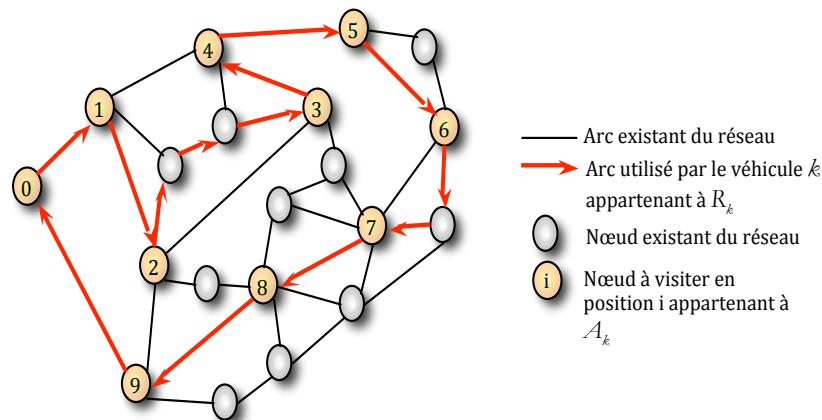 5
4
1
3
6
0
7
2
8
9
Arc existant du réseau
Arc utilisé par le véhicule k
appartenant à R_k
Nœud existant du réseau
i
Nœud à visiter en
position i appartenant à
A_k